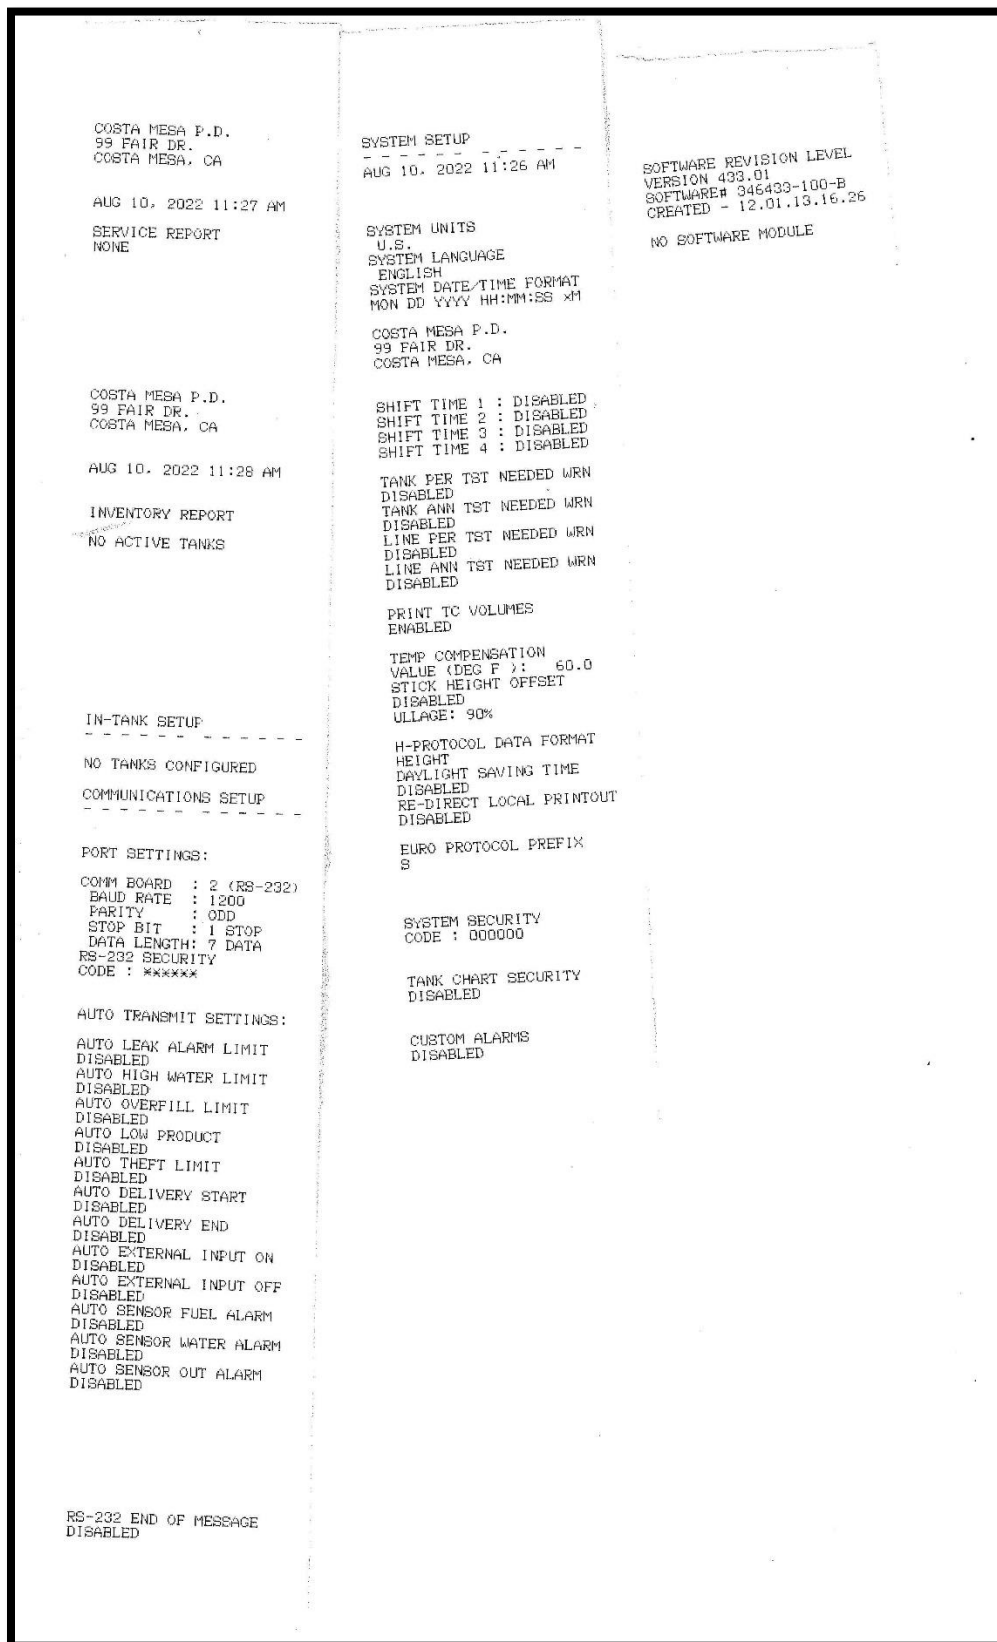 COSTA MESA P.D.
99 FAIR DR.
COSTA MESA, CA
AUG 10, 2022 11:27 AM
SERVICE REPORT
NONE
COSTA MESA P.D.
99 FAIR DR.
COSTA MESA, CA
AUG 10, 2022 11:28 AM
INVENTORY REPORT
NO ACTIVE TANKS
IN-TANK SETUP
- - - - - - - - - - - -
NO TANKS CONFIGURED
COMMUNICATIONS SETUP
- - - - - - - - - - - -
PORT SETTINGS:
COMM BOARD : 2 (RS-232)
BAUD RATE : 1200
PARITY : ODD
STOP BIT : 1 STOP
DATA LENGTH: 7 DATA
RS-232 SECURITY
CODE : ******
AUTO TRANSMIT SETTINGS:
AUTO LEAK ALARM LIMIT
DISABLED
AUTO HIGH WATER LIMIT
DISABLED
AUTO OVERFILL LIMIT
DISABLED
AUTO LOW PRODUCT
DISABLED
AUTO THEFT LIMIT
DISABLED
AUTO DELIVERY START
DISABLED
AUTO DELIVERY END
DISABLED
AUTO EXTERNAL INPUT ON
DISABLED
AUTO EXTERNAL INPUT OFF
DISABLED
AUTO SENSOR FUEL ALARM
DISABLED
AUTO SENSOR WATER ALARM
DISABLED
AUTO SENSOR OUT ALARM
DISABLED
RS-232 END OF MESSAGE
DISABLED
SYSTEM SETUP
- - - - - - - - - - - -
AUG 10, 2022 11:26 AM
SYSTEM UNITS
U.S.
SYSTEM LANGUAGE
ENGLISH
SYSTEM DATE/TIME FORMAT
MON DD YYYY HH:MM:SS xM
COSTA MESA P.D.
99 FAIR DR.
COSTA MESA, CA
SHIFT TIME 1 : DISABLED
SHIFT TIME 2 : DISABLED
SHIFT TIME 3 : DISABLED
SHIFT TIME 4 : DISABLED
TANK PER TST NEEDED WRN
DISABLED
TANK ANN TST NEEDED WRN
DISABLED
LINE PER TST NEEDED WRN
DISABLED
LINE ANN TST NEEDED WRN
DISABLED
PRINT TC VOLUMES
ENABLED
TEMP COMPENSATION
VALUE (DEG F ): 60.0
STICK HEIGHT OFFSET
DISABLED
ULLAGE: 90%
H-PROTOCOL DATA FORMAT
HEIGHT
DAYLIGHT SAVING TIME
DISABLED
RE-DIRECT LOCAL PRINTOUT
DISABLED
EURO PROTOCOL PREFIX
S
SYSTEM SECURITY
CODE : 000000
TANK CHART SECURITY
DISABLED
CUSTOM ALARMS
DISABLED
SOFTWARE REVISION LEVEL
VERSION 433.01
SOFTWARE# 346433-100-B
CREATED - 12.01.13.16.26
NO SOFTWARE MODULE